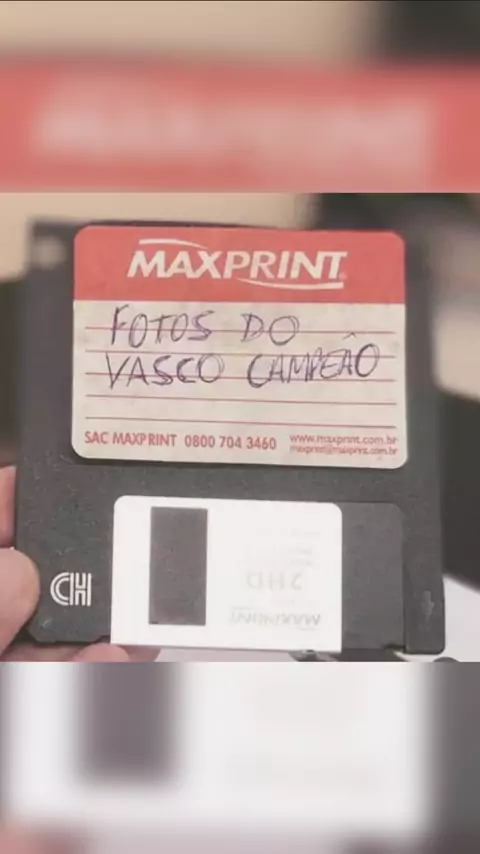 MAXPRINT
FOTOS DO
VASCO CAMPEÃO
SAC MAXPRINT 0800 704 3460 www.maxprint.com.br
maxprint@maxprint.com.br
2HD
MAXPRINT